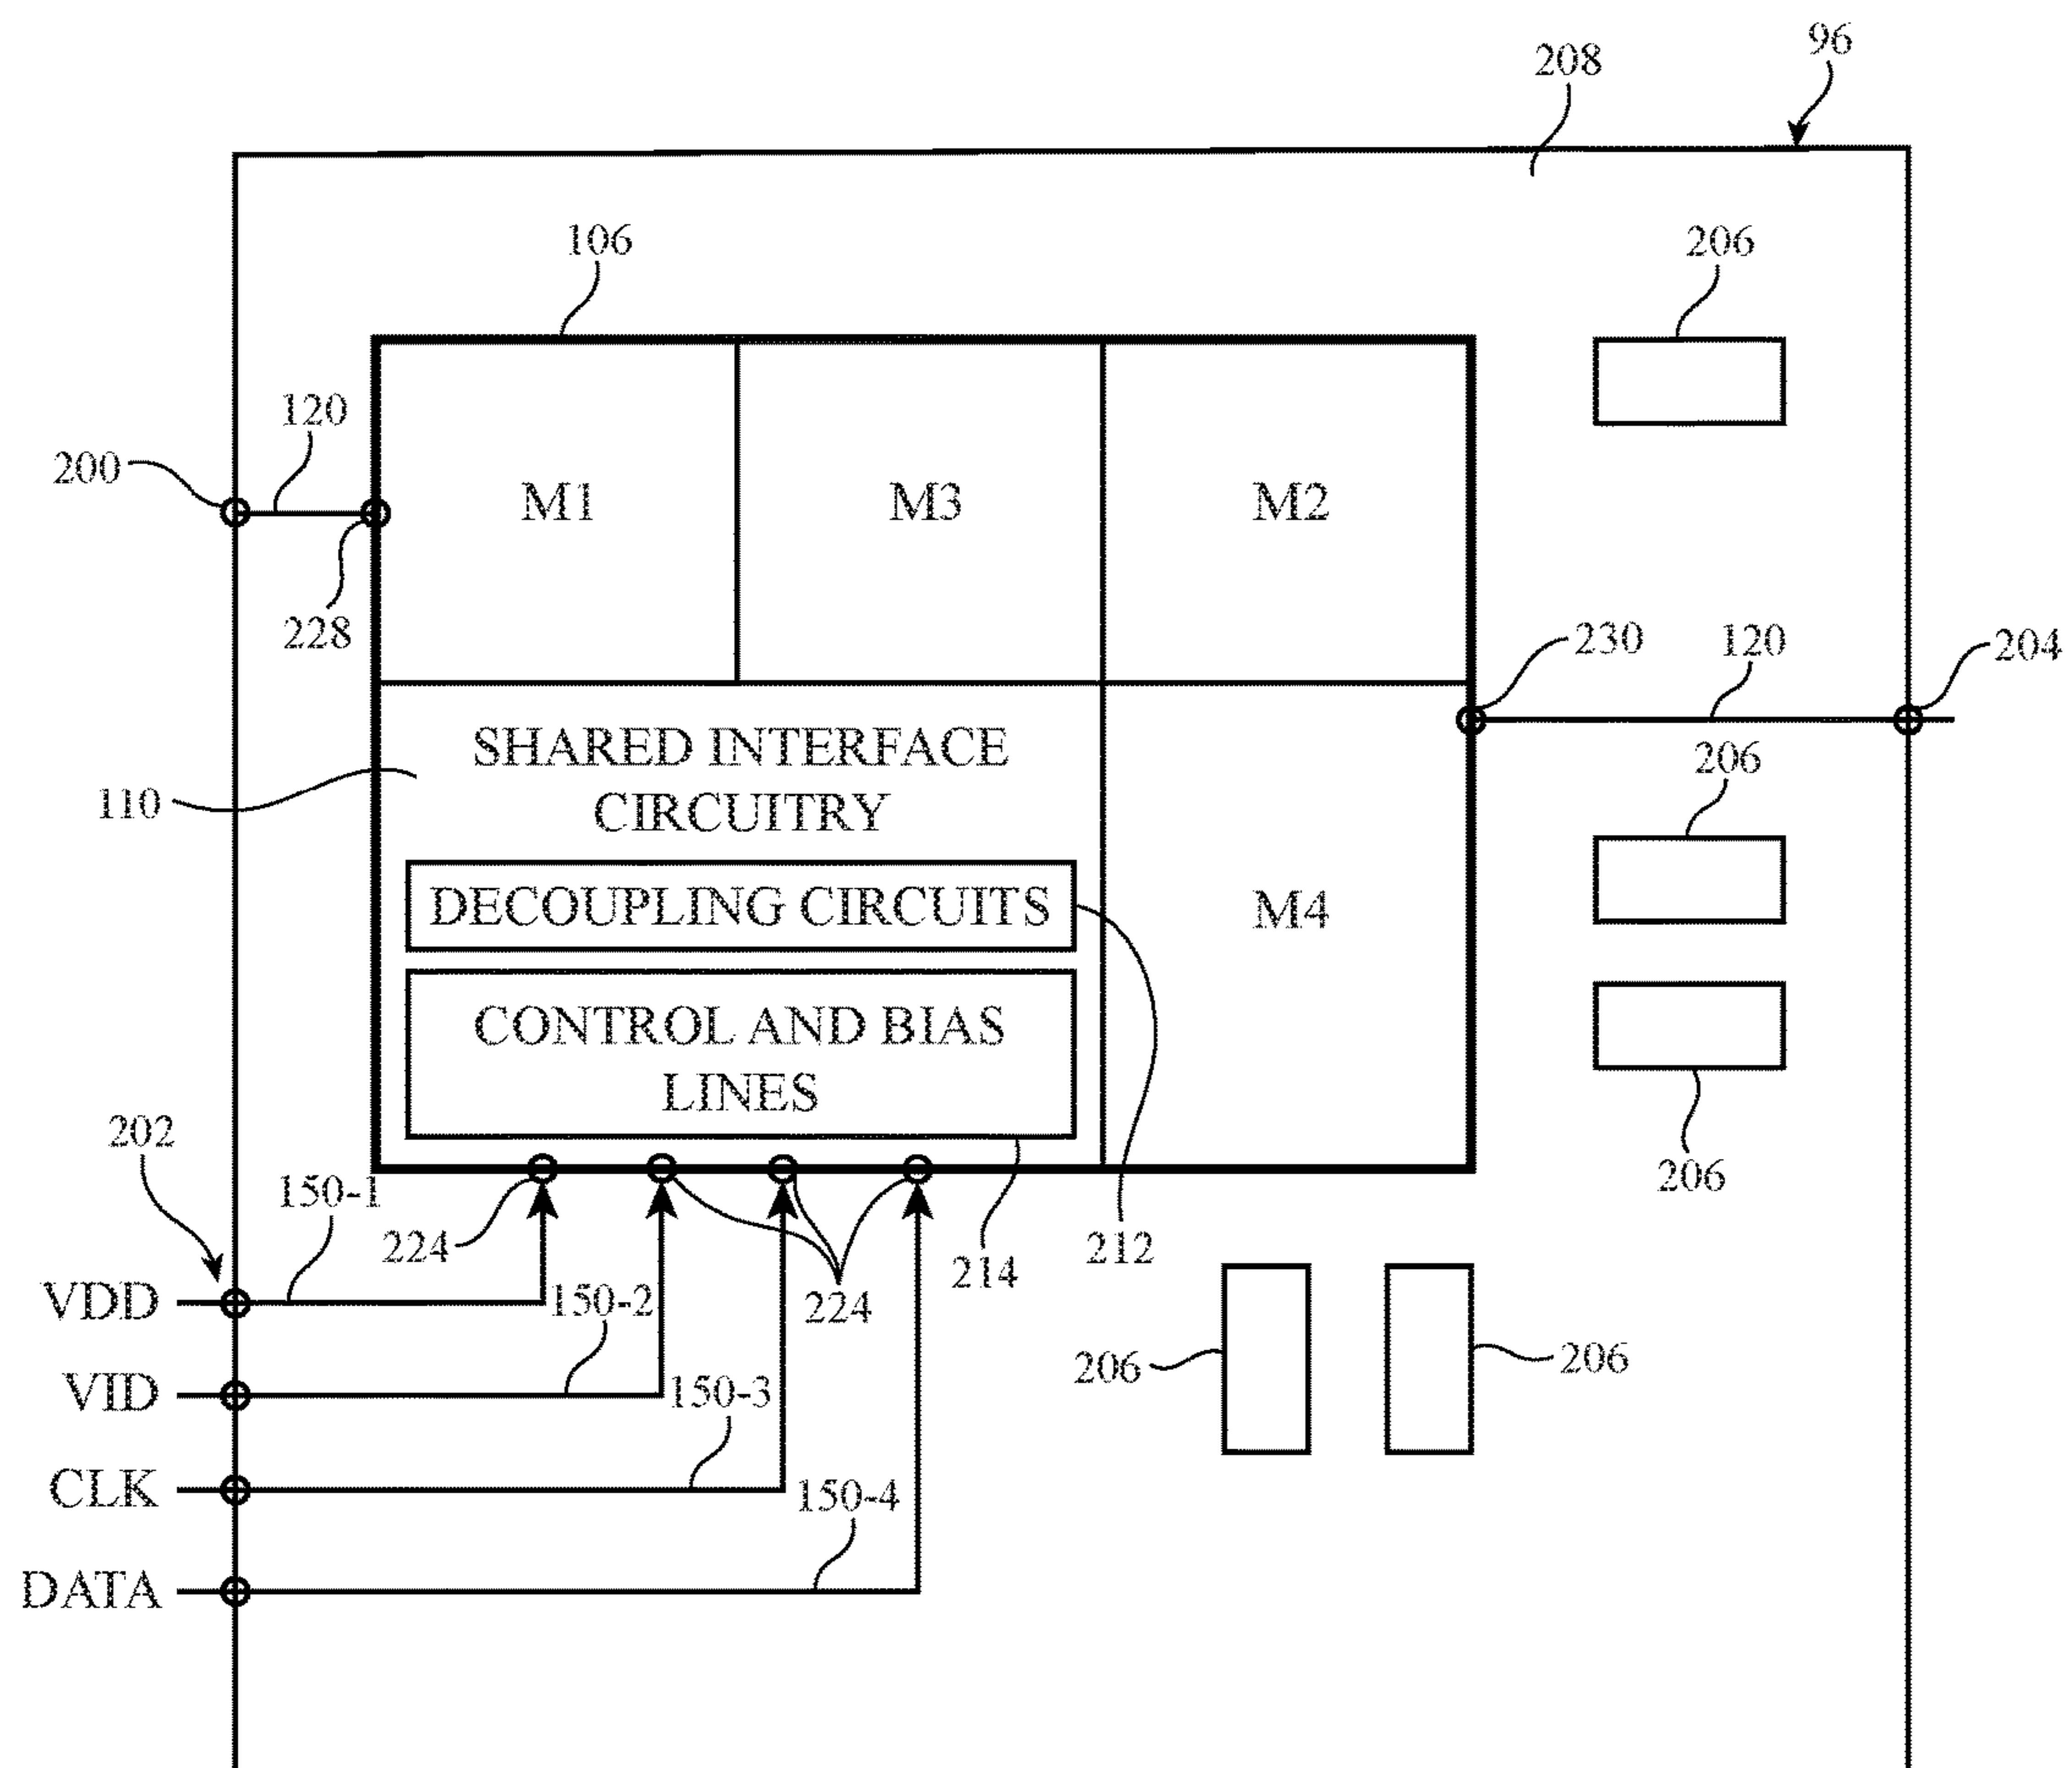 96
208
106
206
120
200
M1
M3
M2
228
230
120
204
SHARED INTERFACE
CIRCUITRY
206
110
DECOUPLING CIRCUITS
M4
CONTROL AND BIAS
LINES
202
206
150-1
224
212
214
VDD
150-2
224
206
206
VID
150-3
CLK
150-4
DATA